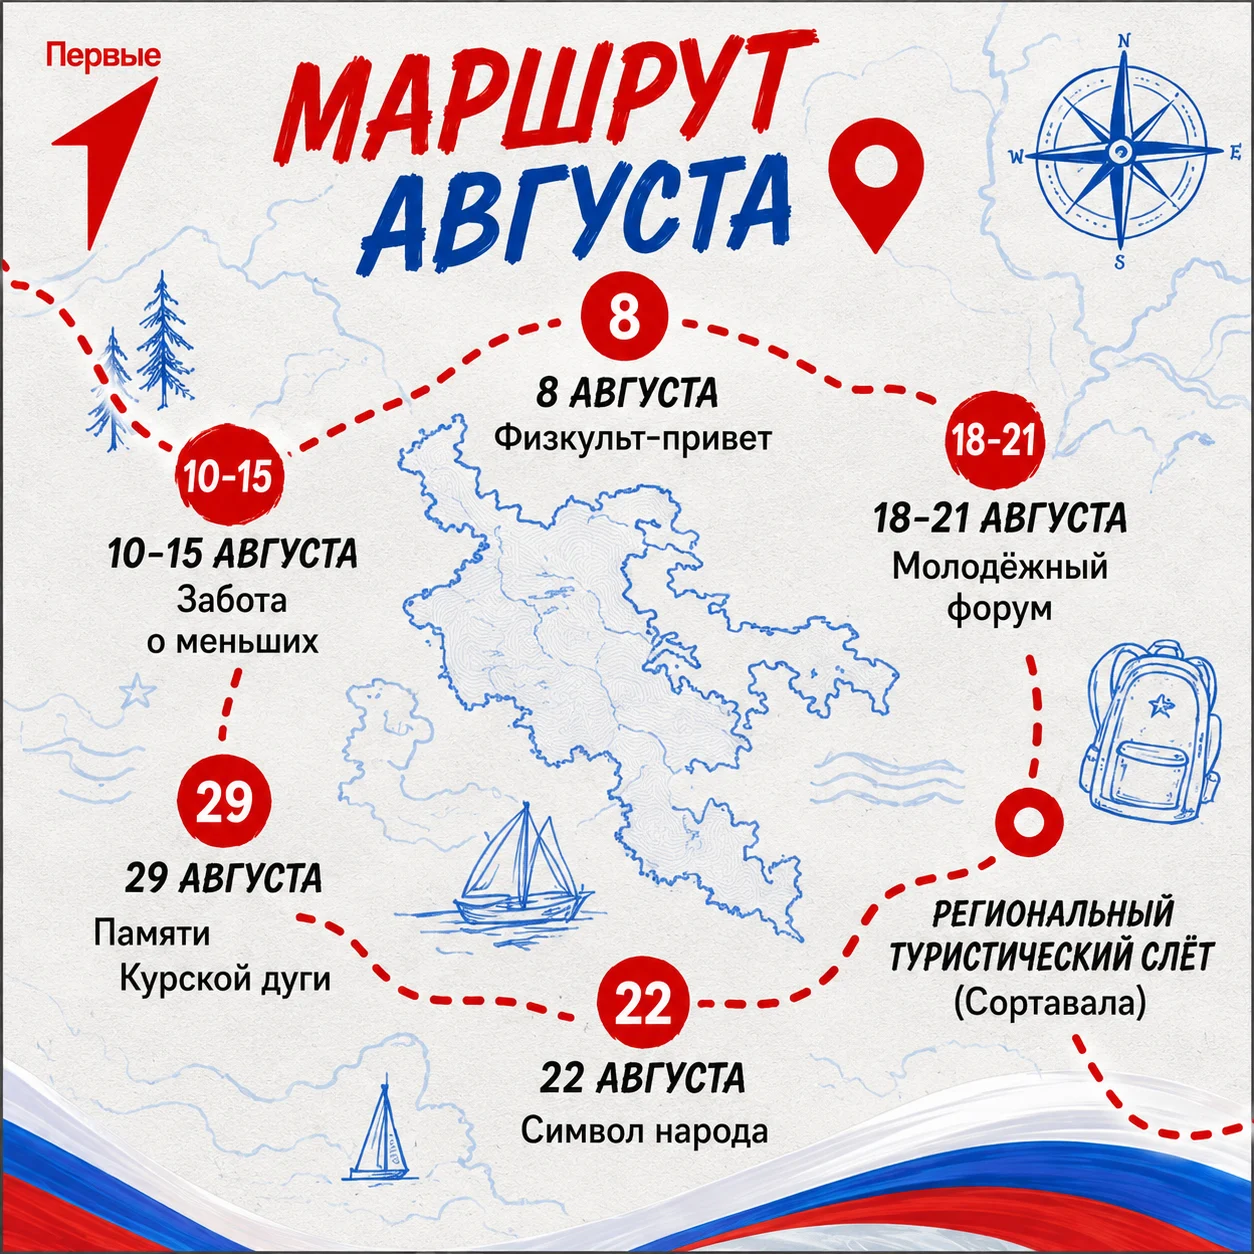 Первые
МАРШРУТ
АВГУСТА
N
W
E
S
8
8 АВГУСТА
Физкульт-привет
10-15
10-15 АВГУСТА
Забота
о меньших
18-21
18-21 АВГУСТА
Молодёжный
форум
29
29 АВГУСТА
Памяти
Курской дуги
22
22 АВГУСТА
Символ народа
РЕГИОНАЛЬНЫЙ
ТУРИСТИЧЕСКИЙ СЛЁТ
(Сортавала)